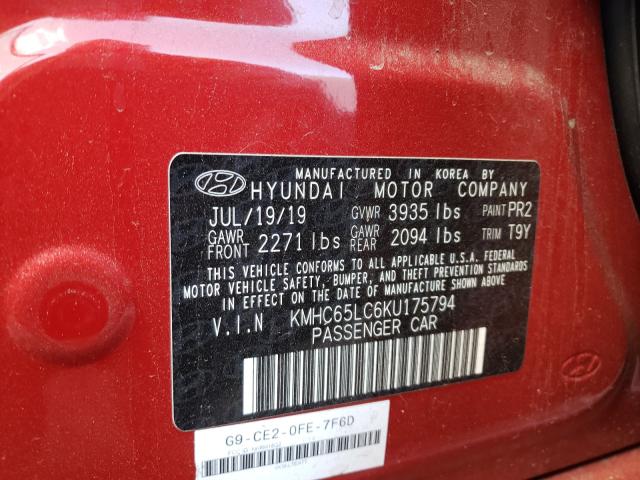 MANUFACTURED IN KOREA BY
HYUNDAI MOTOR COMPANY
JUL/19/19 GVWR 3935 lbs PAINT PR2
GAWR FRONT 2271 lbs GAWR REAR 2094 lbs TRIM T9Y
THIS VEHICLE CONFORMS TO ALL APPLICABLE U.S.A. FEDERAL
MOTOR VEHICLE SAFETY, BUMPER, AND THEFT PREVENTION STANDARDS
IN EFFECT ON THE DATE OF MANUFACTURE SHOWN ABOVE.
V.I.N KMHC65LC6KU175794
PASSENGER CAR
G9-CE2-0FE-7F6D